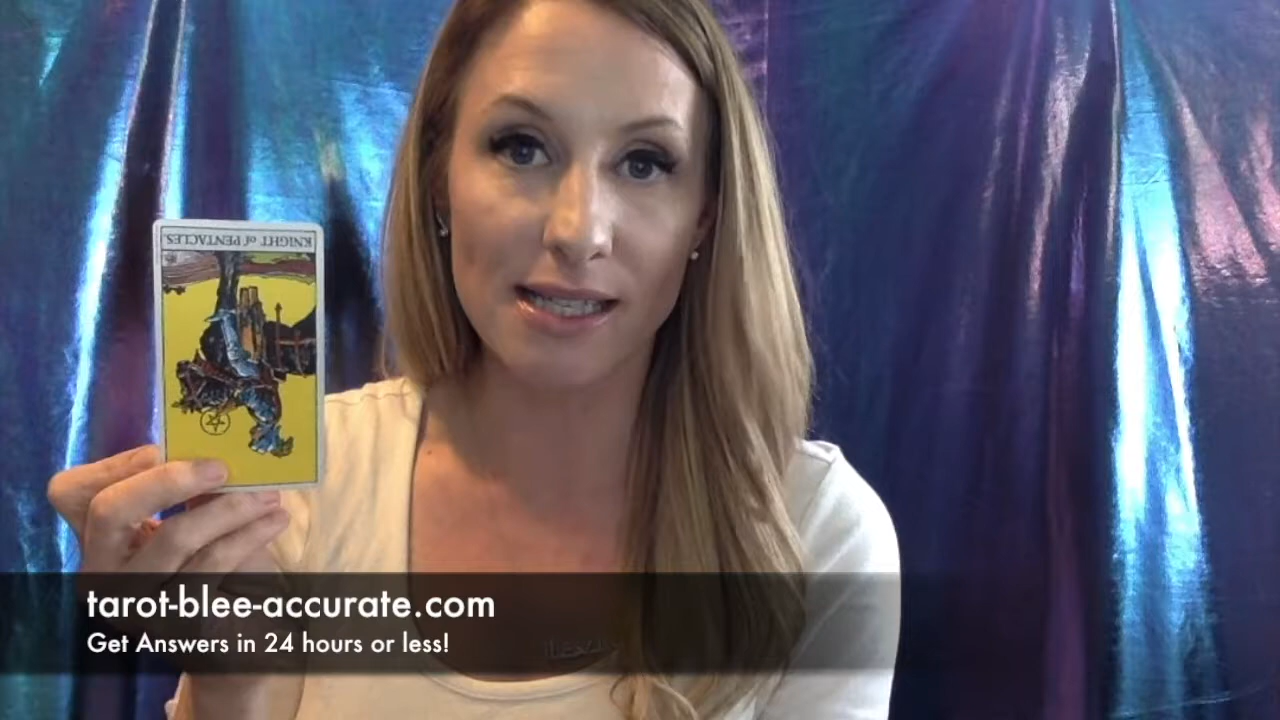 KNIGHT of PENTACLES.
tarot-blee-accurate.com
Get Answers in 24 hours or less!